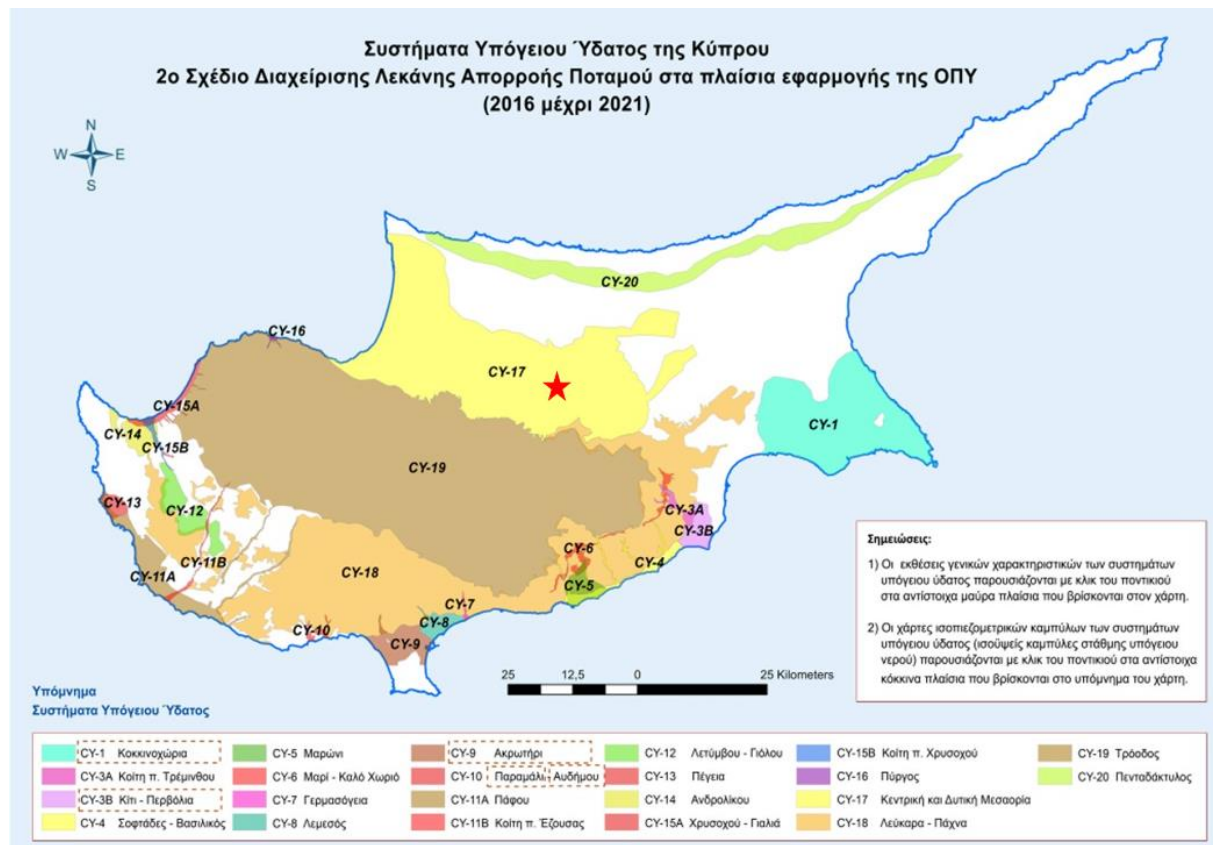 Συστήματα Υπόγειου Ύδατος της Κύπρου
2ο Σχέδιο Διαχείρισης Λεκάνης Απορροής Ποταμού στα πλαίσια εφαρμογής της ΟΠΥ
(2016 μέχρι 2021)
N
W
E
S
CY-20
CY-16
CY-17
CY-15A
CY-14
CY-15B
CY-1
CY-19
CY-13
CY-12
CY-3A
CY-3B
CY-6
CY-4
CY-11B
CY-11A
CY-18
CY-5
CY-7
CY-8
CY-10
CY-9
25 12,5 0 25 Kilometers
Σημειώσεις:
1) Οι εκθέσεις γενικών χαρακτηριστικών των συστημάτων
υπόγειου ύδατος παρουσιάζονται με κλικ του ποντικιού
στα αντίστοιχα μαύρα πλαίσια που βρίσκονται στον χάρτη.
2) Οι χάρτες ισοπιεζομετρικών καμπύλων των συστημάτων
υπόγειου ύδατος (ισοϋψείς καμπύλες στάθμης υπόγειου
νερού) παρουσιάζονται με κλικ του ποντικιού στα αντίστοιχα
κόκκινα πλαίσια που βρίσκονται στο υπόμνημα του χάρτη.
Υπόμνημα
Συστήματα Υπόγειου Ύδατος
CY-1 Κοκκινοχώρια
CY-3A Κοίτη π. Τρέμινθου
CY-3B Κίτι - Περβόλια
CY-4 Σοφτάδες - Βασιλικός
CY-5 Μαρώνι
CY-6 Μαρί - Καλό Χωριό
CY-7 Γερμασόγεια
CY-8 Λεμεσός
CY-9 Ακρωτήρι
CY-10 Παραμάλι Αυδήμου
CY-11A Πάφου
CY-11B Κοίτη π. Έζουσας
CY-12 Λετύμβου - Γιόλου
CY-13 Πέγεια
CY-14 Ανδρολίκου
CY-15A Χρυσοχού - Γιαλιά
CY-15B Κοίτη π. Χρυσοχού
CY-16 Πύργος
CY-17 Κεντρική και Δυτική Μεσαορία
CY-18 Λεύκαρα - Πάχνα
CY-19 Τρόοδος
CY-20 Πενταδάκτυλος